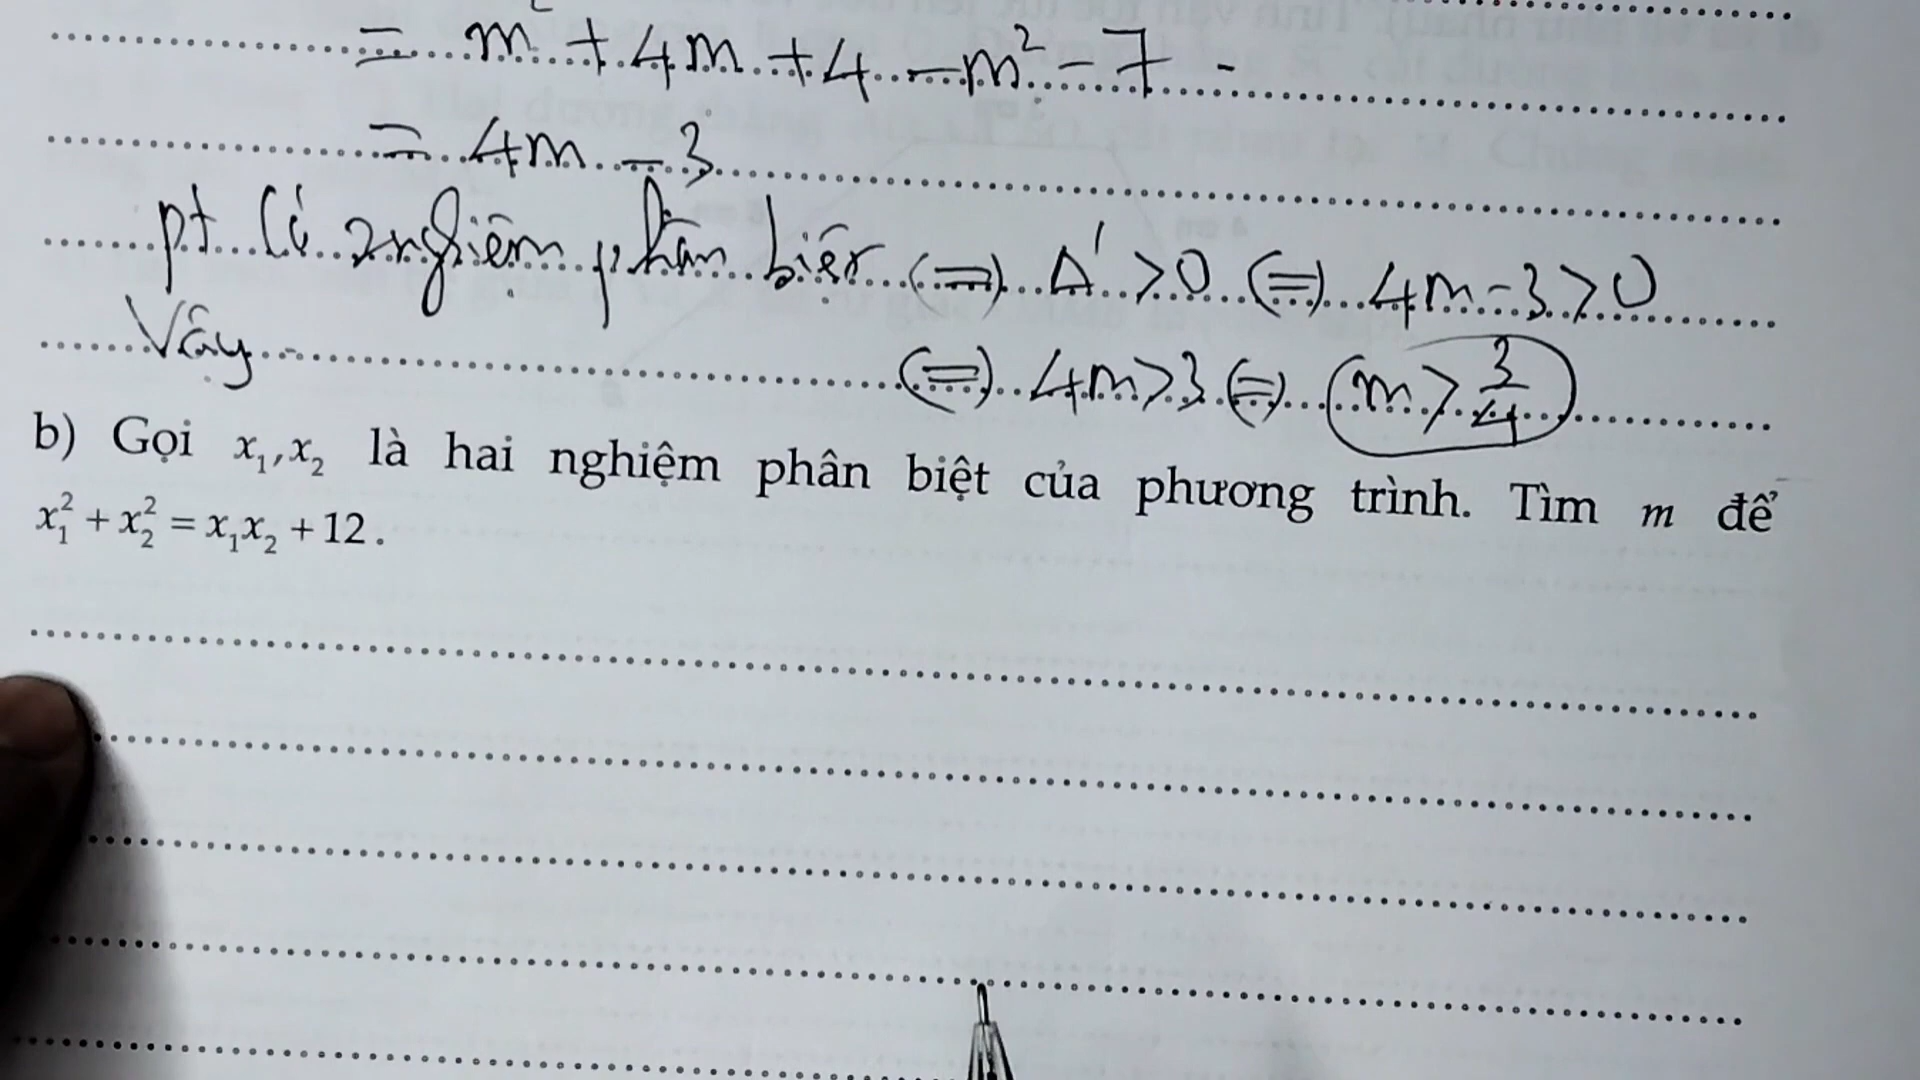 = m² + 4m + 4 - m² - 7 -
= 4m - 3
pt có 2 nghiệm phân biệt (=) Δ' > 0 (=) 4m - 3 > 0
Vậy - (=) 4m > 3 (=) m > 3/4
b) Gọi x₁, x₂ là hai nghiệm phân biệt của phương trình. Tìm m để
x₁² + x₂² = x₁x₂ + 12.